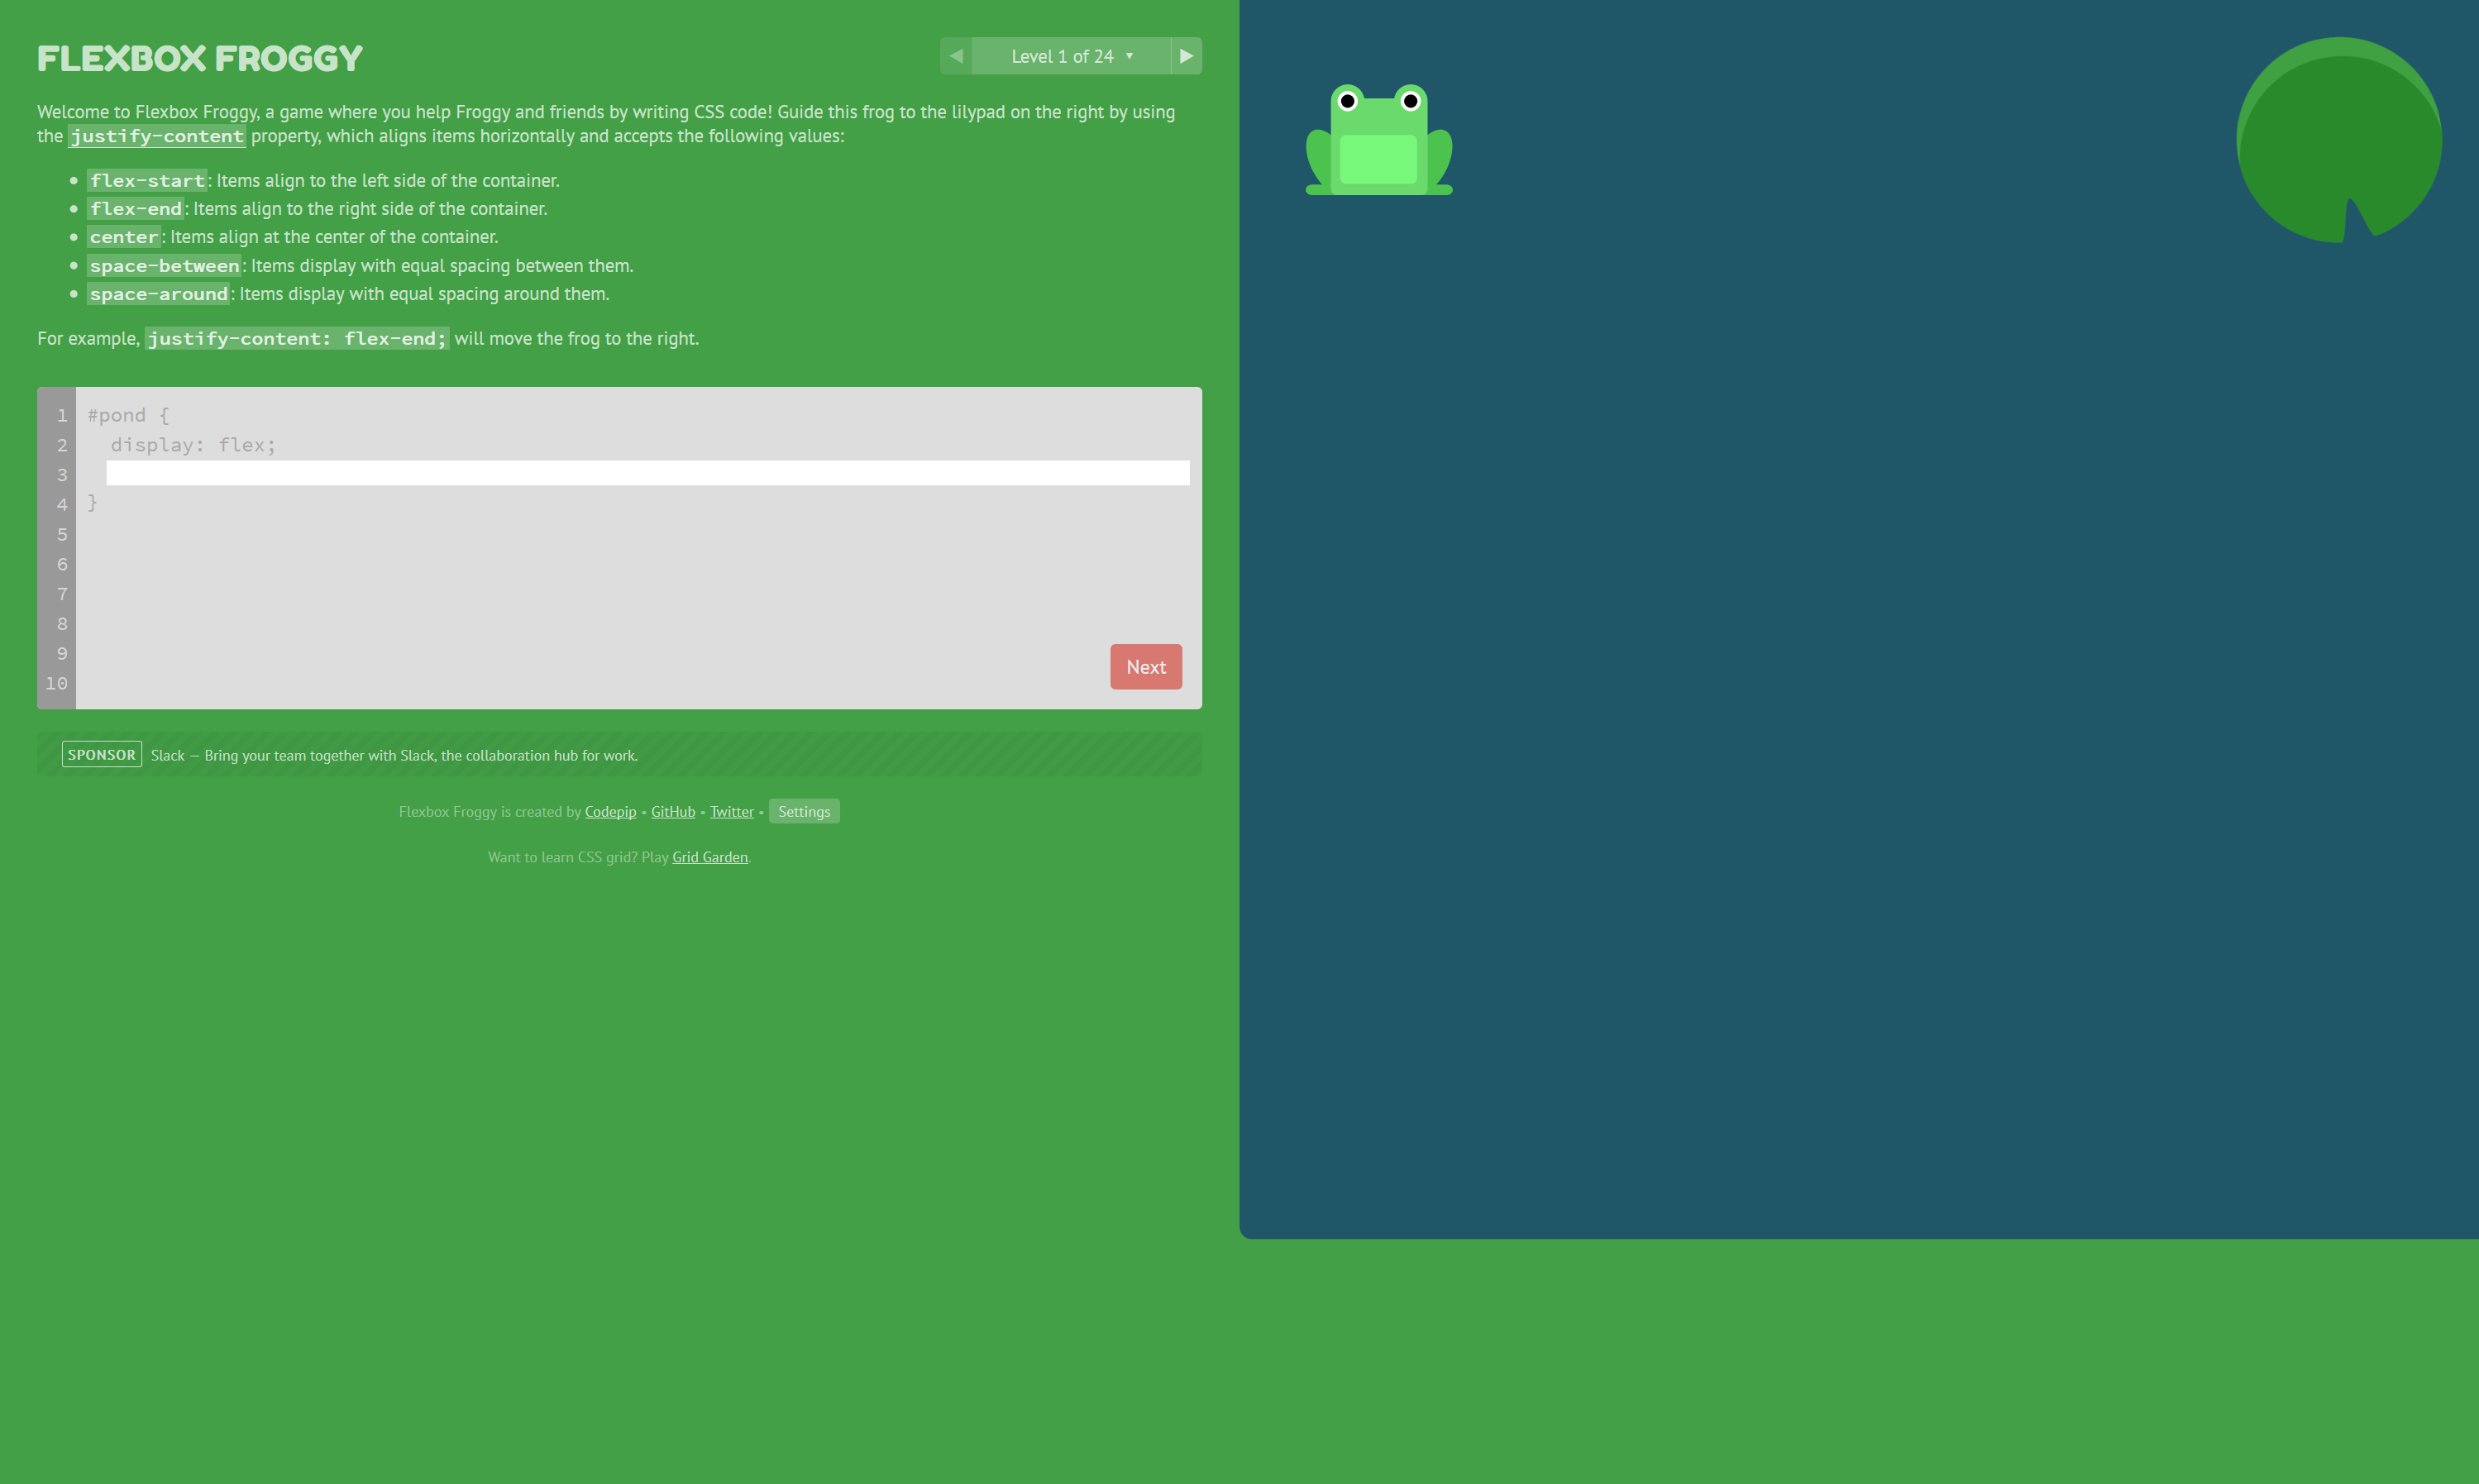 FLEXBOX FROGGY
◀ Level 1 of 24 ▼ ▶
Welcome to Flexbox Froggy, a game where you help Froggy and friends by writing CSS code! Guide this frog to the lilypad on the right by using
the justify-content property, which aligns items horizontally and accepts the following values:
• flex-start: Items align to the left side of the container.
• flex-end: Items align to the right side of the container.
• center: Items align at the center of the container.
• space-between: Items display with equal spacing between them.
• space-around: Items display with equal spacing around them.
For example, justify-content: flex-end; will move the frog to the right.
1 #pond {
2 display: flex;
3
4 }
5
6
7
8
9
10
Next
SPONSOR Slack — Bring your team together with Slack, the collaboration hub for work.
Flexbox Froggy is created by Codepip • GitHub • Twitter • Settings
Want to learn CSS grid? Play Grid Garden.